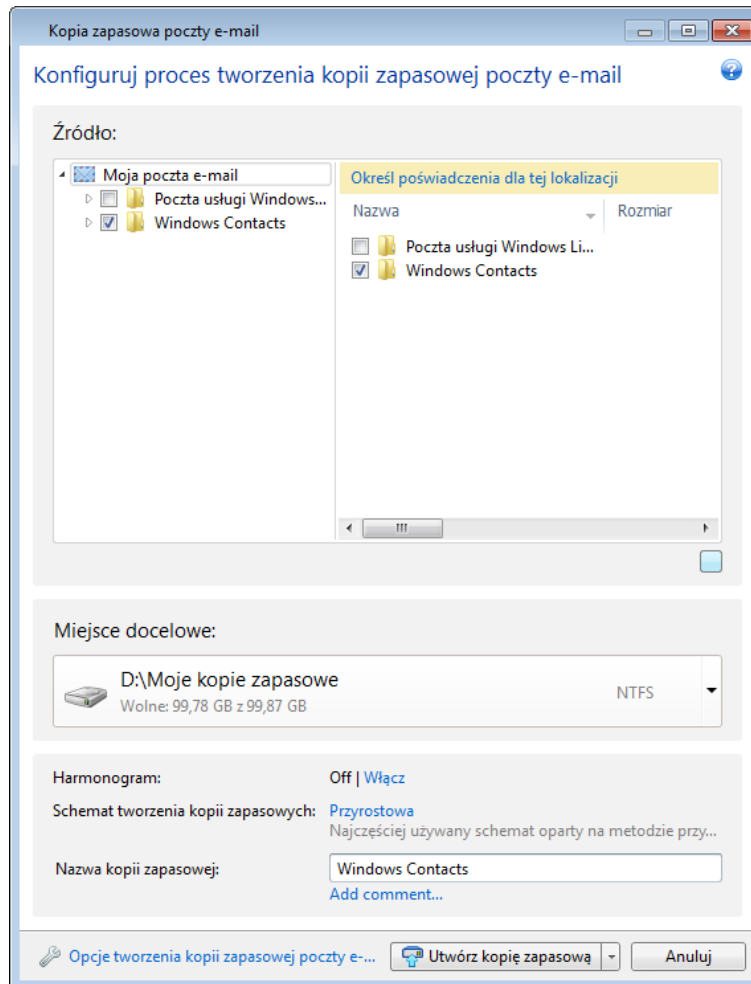 Kopia zapasowa poczty e-mail
Konfiguruj proces tworzenia kopii zapasowej poczty e-mail
?
Źródło:
Moja poczta e-mail
Poczta usługi Windows...
Windows Contacts
Określ poświadczenia dla tej lokalizacji
Nazwa Rozmiar
Poczta usługi Windows Li...
Windows Contacts
Miejsce docelowe:
D:\Moje kopie zapasowe
Wolne: 99,78 GB z 99,87 GB
NTFS
Harmonogram: Off | Włącz
Schemat tworzenia kopii zapasowych: Przyrostowa
Najczęściej używany schemat oparty na metodzie przy...
Nazwa kopii zapasowej: Windows Contacts
Add comment...
Opcje tworzenia kopii zapasowej poczty e-... Utwórz kopię zapasową Anuluj